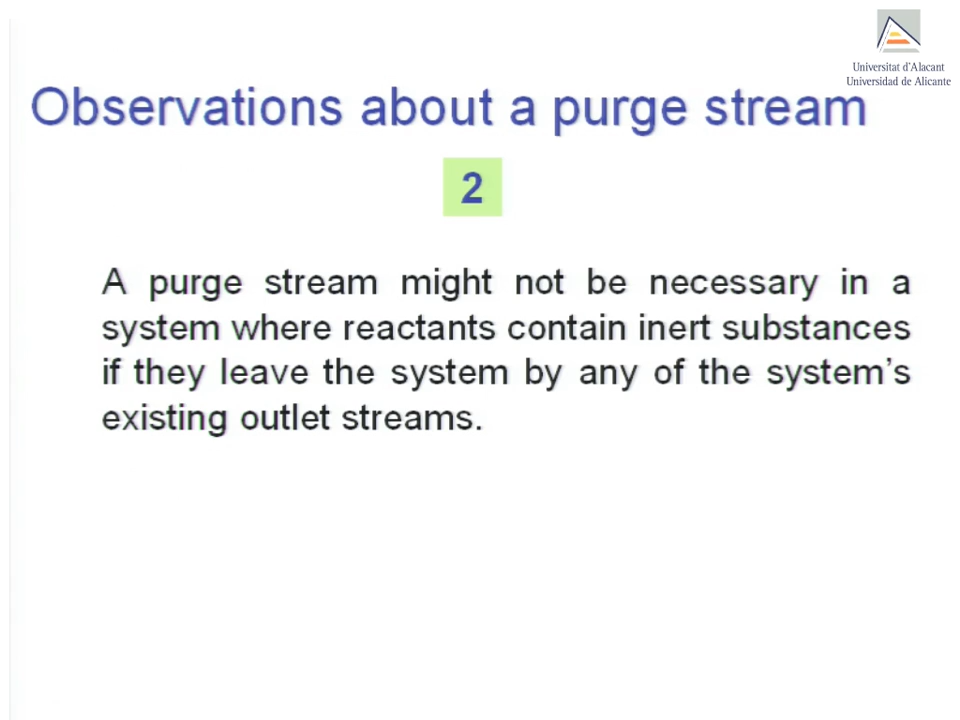 Universitat d'Alacant
Universidad de Alicante
Observations about a purge stream
2
A purge stream might not be necessary in a
system where reactants contain inert substances
if they leave the system by any of the system's
existing outlet streams.